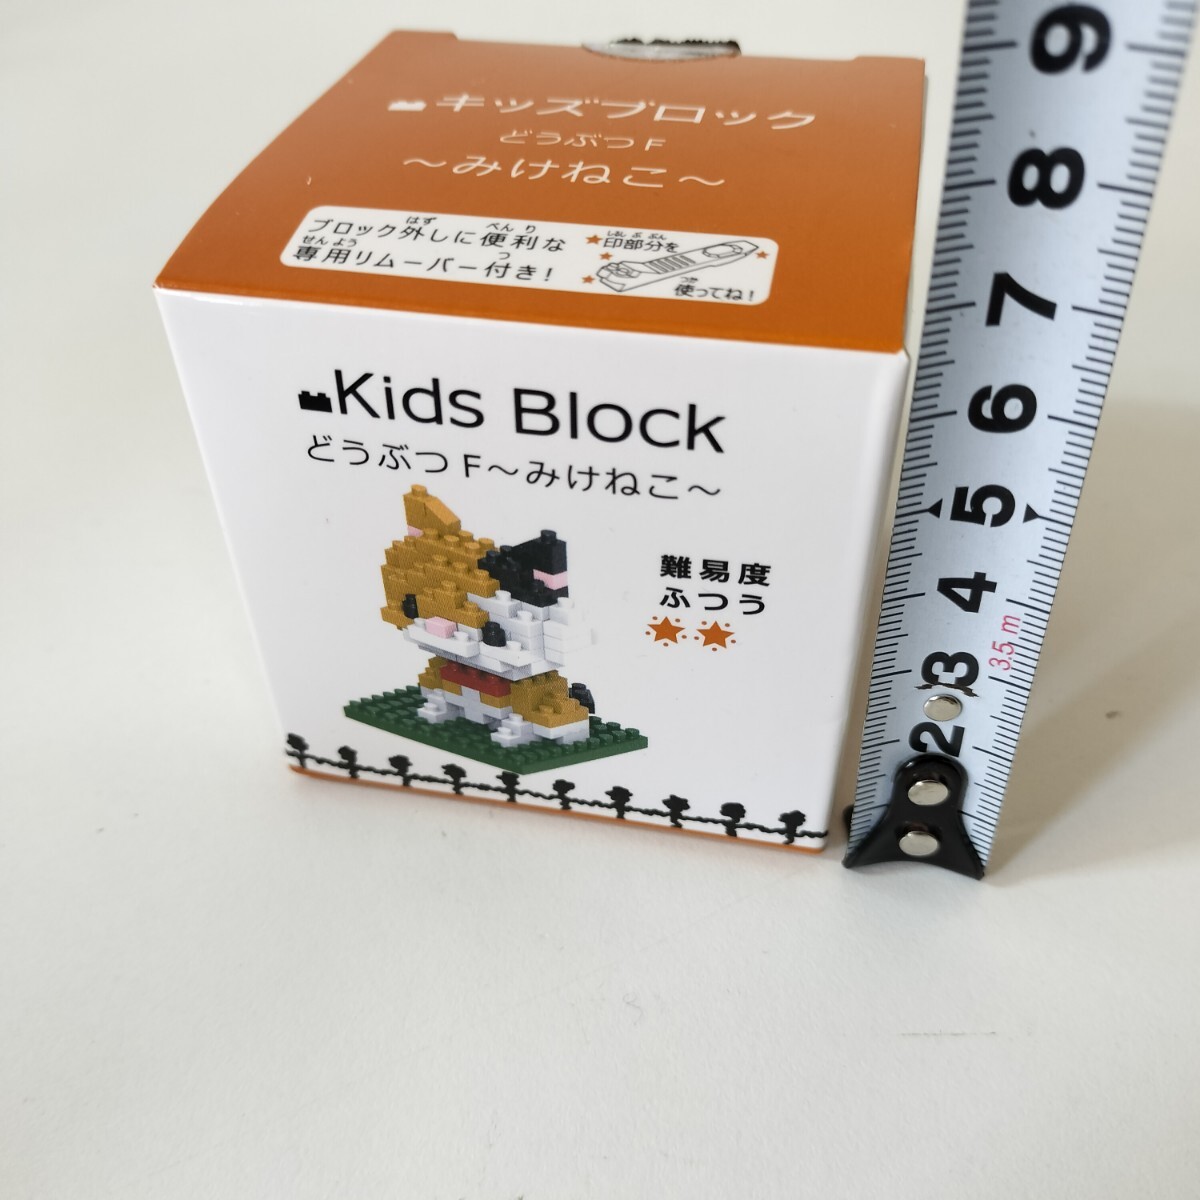 キッズブロック
どうぶつ F
～みけねこ～
はず べんり
ブロック外しに便利な
せんよう つ
専用リムーバー付き!
しるしぶぶん
印部分を
つか
使ってね!
Kids Block
どうぶつ F～みけねこ～
難易度
ふつう
9
8
7
6
5
4
3.5 m
3
2